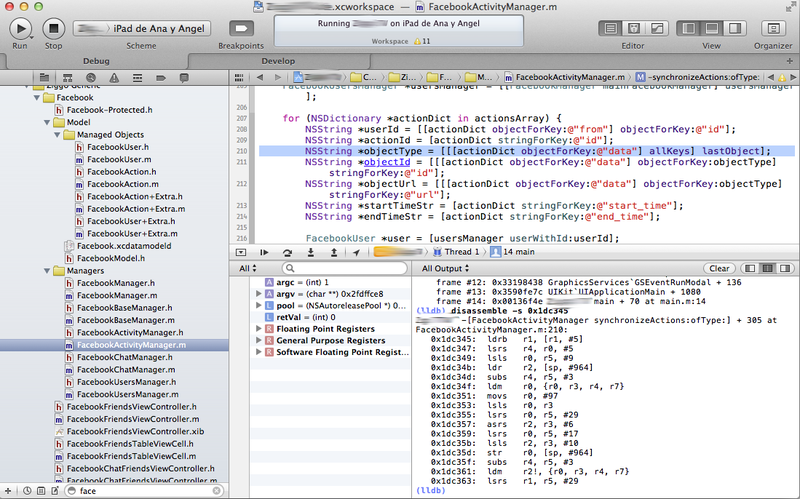 .xcworkspace — FacebookActivityManager.m
Run
Stop
iPad de Ana y Angel
Scheme
Breakpoints
Running on iPad de Ana y Angel
Workspace 11
Editor
View
Organizer
Debug
Develop
C...
Zi...
F...
M...
FacebookActivityManager.m
-synchronizeActions:ofType:
Ziggo Generic
Facebook
Facebook-Protected.h
Model
Managed Objects
FacebookUser.h
FacebookUser.m
FacebookAction.h
FacebookAction.m
FacebookAction+Extra.h
FacebookAction+Extra.m
FacebookUser+Extra.h
FacebookUser+Extra.m
Facebook.xcdatamodeld
FacebookModel.h
Managers
FacebookManager.h
FacebookManager.m
FacebookBaseManager.h
FacebookBaseManager.m
FacebookActivityManager.h
FacebookActivityManager.m
FacebookChatManager.h
FacebookChatManager.m
FacebookUsersManager.h
FacebookUsersManager.m
FacebookFriendsViewController.h
FacebookFriendsViewController.m
FacebookFriendsViewController.xib
FacebookFriendsTableViewCell.h
FacebookFriendsTableViewCell.m
FacebookChatFriendsViewController.h
FacebookChatFriendsViewController.m
face
205 FacebookUsersManager *usersManager = [[FacebookManager mainFacebookManager] usersManager
];
206
207 for (NSDictionary *actionDict in actionsArray) {
208 NSString *userId = [[actionDict objectForKey:@"from"] objectForKey:@"id"];
209 NSString *actionId = [actionDict stringForKey:@"id"];
210 NSString *objectType = [[[actionDict objectForKey:@"data"] allKeys] lastObject];
211 NSString *objectId = [[[actionDict objectForKey:@"data"] objectForKey:objectType]
stringForKey:@"id"];
212 NSString *objectUrl = [[[actionDict objectForKey:@"data"] objectForKey:objectType]
stringForKey:@"url"];
213 NSString *startTimeStr = [actionDict stringForKey:@"start_time"];
214 NSString *endTimeStr = [actionDict stringForKey:@"end_time"];
215
216 FacebookUser *user = [usersManager userWithId:userId];
Thread 1
14 main
All
argc = (int) 1
argv = (char **) 0x2fdffce8
pool = (NSAutoreleasePool *) 0x...
retVal = (int) 0
Floating Point Registers
General Purpose Registers
Software Floating Point Regist...
All Output
Clear
frame #12: 0x33198438 GraphicsServices`GSEventRunModal + 136
frame #13: 0x3590fe7c UIKit`UIApplicationMain + 1080
frame #14: 0x00136f4e main + 70 at main.m:14
(lldb) disassemble -s 0x1dc345
-[FacebookActivityManager synchronizeActions:ofType:] + 305 at
FacebookActivityManager.m:210:
0x1dc345: ldrb r1, [r1, #5]
0x1dc347: lsrs r4, r0, #5
0x1dc349: lsls r0, r5, #9
0x1dc34b: ldr r2, [sp, #964]
0x1dc34d: subs r4, r5, #3
0x1dc34f: ldm r0, {r0, r3, r4, r7}
0x1dc351: movs r0, #97
0x1dc353: lsls r0, r3
0x1dc355: lsrs r0, r5, #29
0x1dc357: asrs r2, r3, #6
0x1dc359: lsrs r0, r5, #17
0x1dc35b: lsls r2, r3, #10
0x1dc35d: str r0, [sp, #964]
0x1dc35f: subs r4, r5, #3
0x1dc361: ldm r2!, {r0, r3, r4, r7}
0x1dc363: lsrs r1, r5, #29
(lldb)